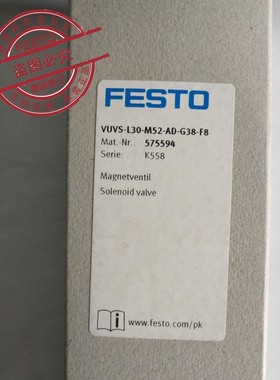 FESTO
VUVS-L30-M52-AD-G38-F8
Mat.-Nr. 575594
Serie: K558
Magnetventil
Solenoid valve
www.festo.com/pk